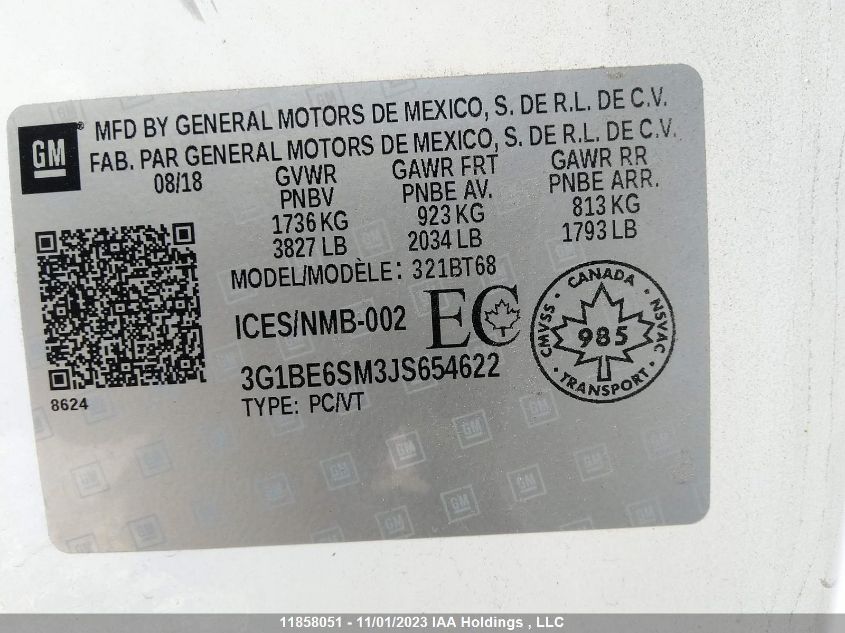 GM® MFD BY GENERAL MOTORS DE MEXICO, S. DE R.L. DE C.V.
FAB. PAR GENERAL MOTORS DE MEXICO, S. DE R.L. DE C.V.
08/18 GVWR GAWR FRT GAWR RR
PNBV PNBE AV. PNBE ARR.
1736 KG 923 KG 813 KG
3827 LB 2034 LB 1793 LB
MODEL/MODÈLE: 321BT68
ICES/NMB-002 EC
CANADA
CMVSS 985 NSVAC
TRANSPORT
3G1BE6SM3JS654622
8624 TYPE: PC/VT
11858051 - 11/01/2023 IAA Holdings , LLC